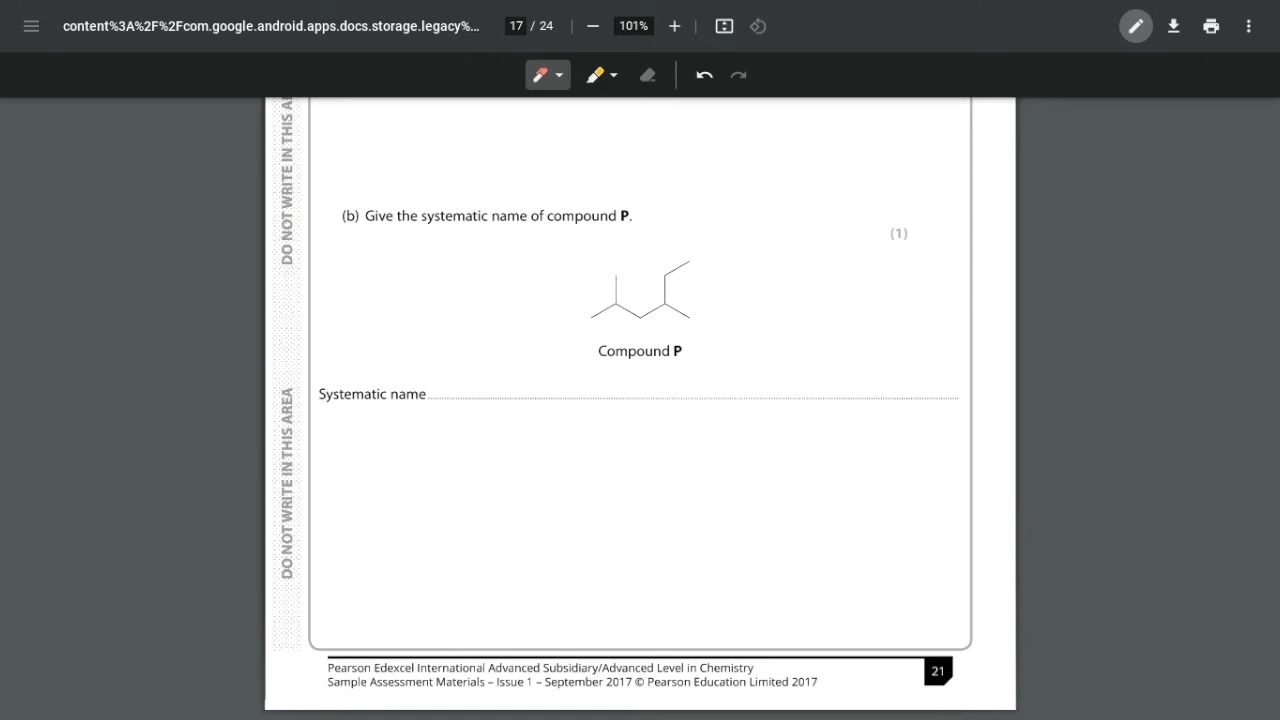 content%3A%2F%2Fcom.google.android.apps.docs.storage.legacy%...
17 / 24
101%
DO NOT WRITE IN THIS A
(b) Give the systematic name of compound P.
(1)
Compound P
Systematic name
DO NOT WRITE IN THIS AREA
Pearson Edexcel International Advanced Subsidiary/Advanced Level in Chemistry
Sample Assessment Materials – Issue 1 – September 2017 © Pearson Education Limited 2017
21